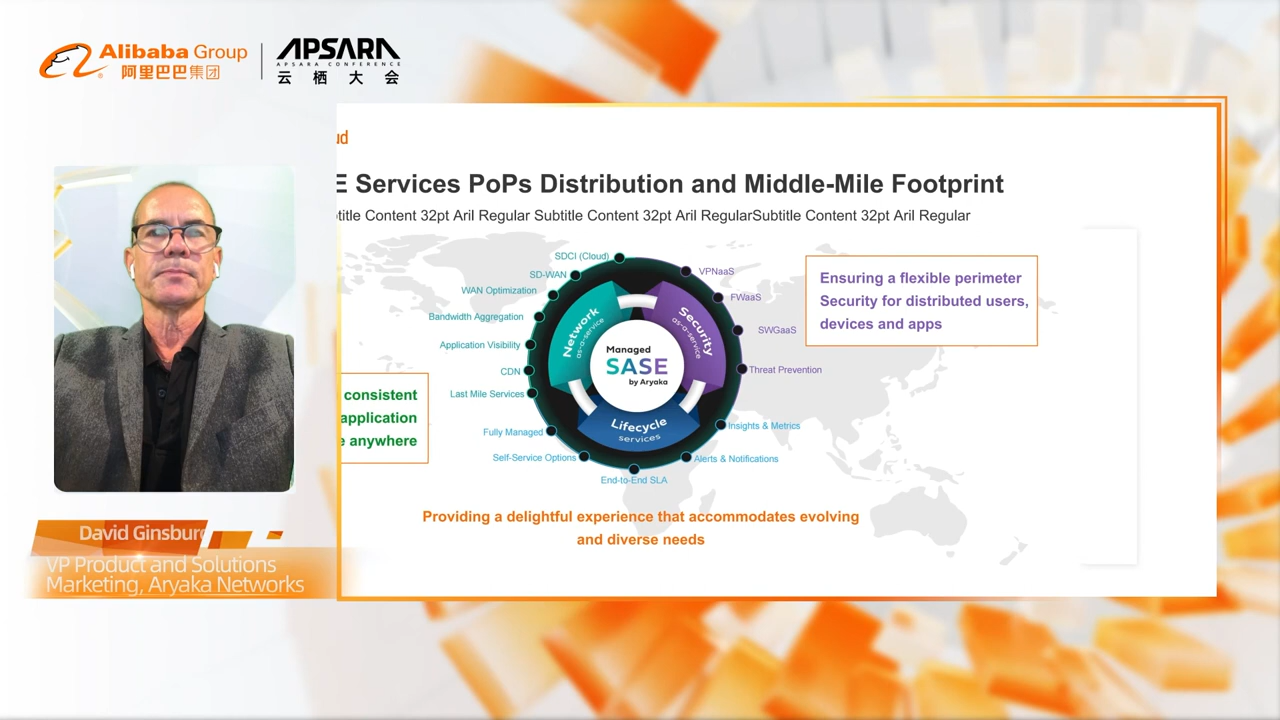 Alibaba Group
阿里巴巴集团
APSARA
APSARA CONFERENCE
云栖大会
ud
E Services PoPs Distribution and Middle-Mile Footprint
title Content 32pt Aril Regular Subtitle Content 32pt Aril RegularSubtitle Content 32pt Aril Regular
SDCI (Cloud)
SD-WAN
WAN Optimization
Bandwidth Aggregation
Application Visibility
CDN
Last Mile Services
Fully Managed
Self-Service Options
End-to-End SLA
VPNaaS
FWaaS
SWGaaS
Threat Prevention
Insights & Metrics
Alerts & Notifications
Network
as-a-service
Security
as-a-service
Managed
SASE
by Aryaka
Lifecycle
services
Ensuring a flexible perimeter
Security for distributed users,
devices and apps
consistent
application
e anywhere
Providing a delightful experience that accommodates evolving
and diverse needs
David Ginsburg
VP Product and Solutions
Marketing, Aryaka Networks